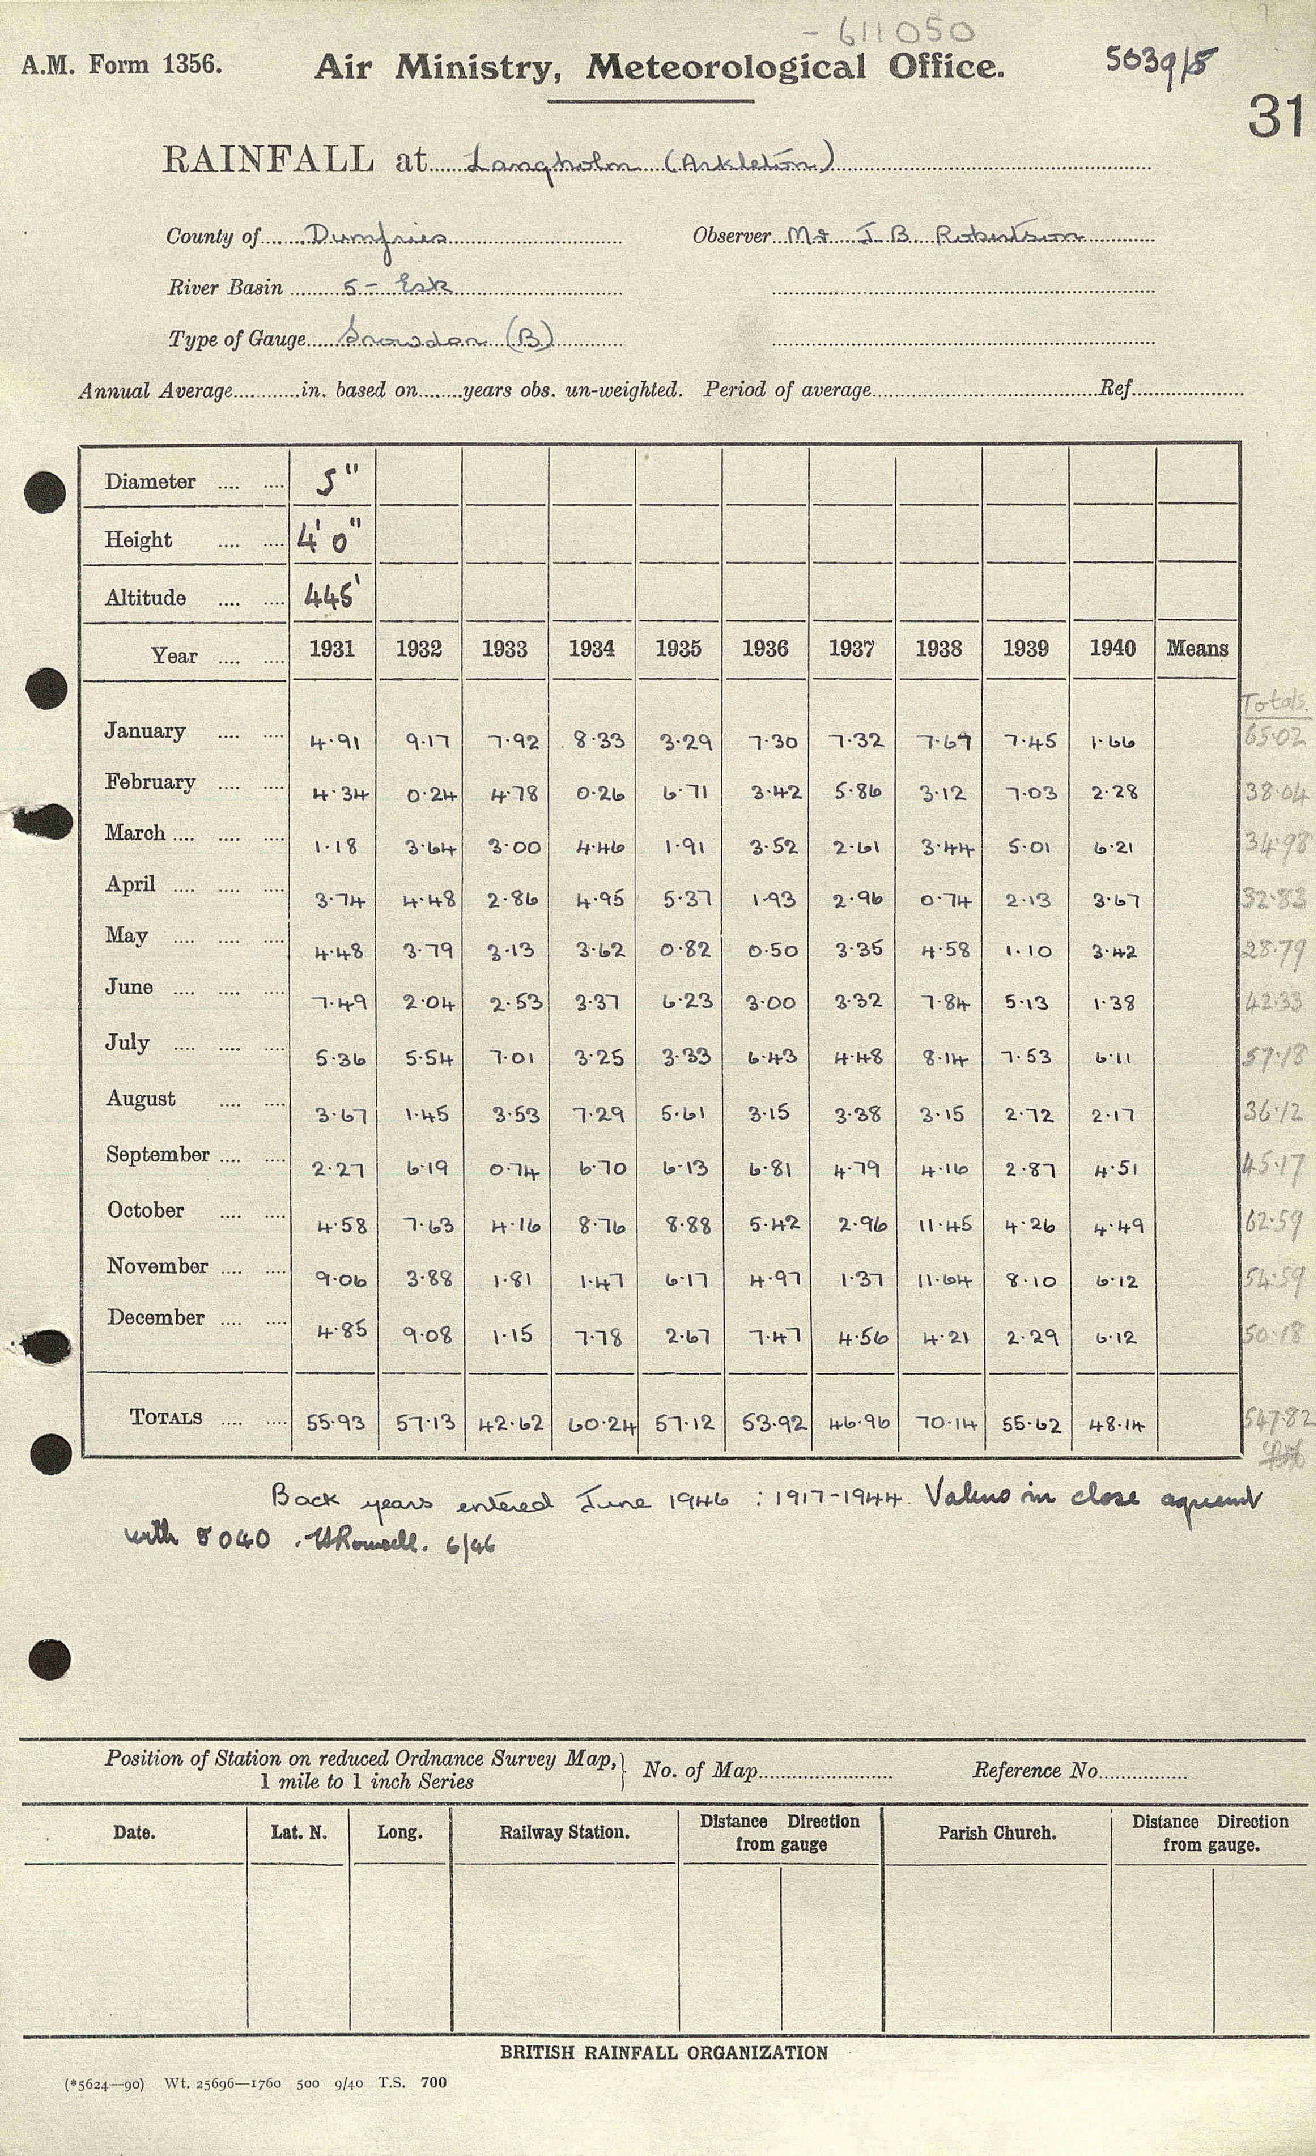 - 611050
A.M. Form 1356. Air Ministry, Meteorological Office. 5039/8
31
RAINFALL at Langholm (Arkleton)
County of Dumfries Observer Mr J B Robertson
River Basin 5 - Esk
Type of Gauge Snowdon (B)
Annual Average in. based on years obs. un-weighted. Period of average Ref.
Diameter 5"
Height 4' 0"
Altitude 445'
Year 1931 1932 1933 1934 1935 1936 1937 1938 1939 1940 Means
Totals
January 4.91 9.17 7.92 8.33 3.29 7.30 7.32 7.67 7.45 1.66 65.02
February 4.34 0.24 4.78 0.26 6.71 3.42 5.86 3.12 7.03 2.28 38.04
March 1.18 3.64 3.00 4.46 1.91 3.52 2.61 3.44 5.01 6.21 34.98
April 3.74 4.48 2.86 4.95 5.37 1.93 2.96 0.74 2.13 3.67 32.83
May 4.48 3.79 3.13 3.62 0.82 0.50 3.35 4.58 1.10 3.42 28.79
June 7.49 2.04 2.53 3.37 6.23 3.00 3.32 7.84 5.13 1.38 42.33
July 5.36 5.54 7.01 3.25 3.33 6.43 4.48 8.14 7.53 6.11 57.18
August 3.67 1.45 3.53 7.29 5.61 3.15 3.38 3.15 2.72 2.17 36.12
September 2.27 6.19 0.74 6.70 6.13 6.81 4.79 4.16 2.87 4.51 45.17
October 4.58 7.63 4.16 8.76 8.88 5.42 2.96 11.45 4.26 4.49 62.59
November 9.06 3.88 1.81 1.47 6.17 4.97 1.37 11.64 8.10 6.12 54.59
December 4.85 9.08 1.15 7.78 2.67 7.47 4.56 4.21 2.29 6.12 50.18
TOTALS 55.93 57.13 42.62 60.24 57.12 53.92 46.96 70.14 55.62 48.14 547.82
Back years entered June 1946 : 1917-1944. Values in close agreement
with 5040. 6/46
Position of Station on reduced Ordnance Survey Map, No. of Map Reference No.
1 mile to 1 inch Series
Date. Lat. N. Long. Railway Station. Distance Direction from gauge Parish Church. Distance Direction from gauge.
BRITISH RAINFALL ORGANIZATION
(*5624—90) Wt. 25696—1760 500 9/40 T.S. 700